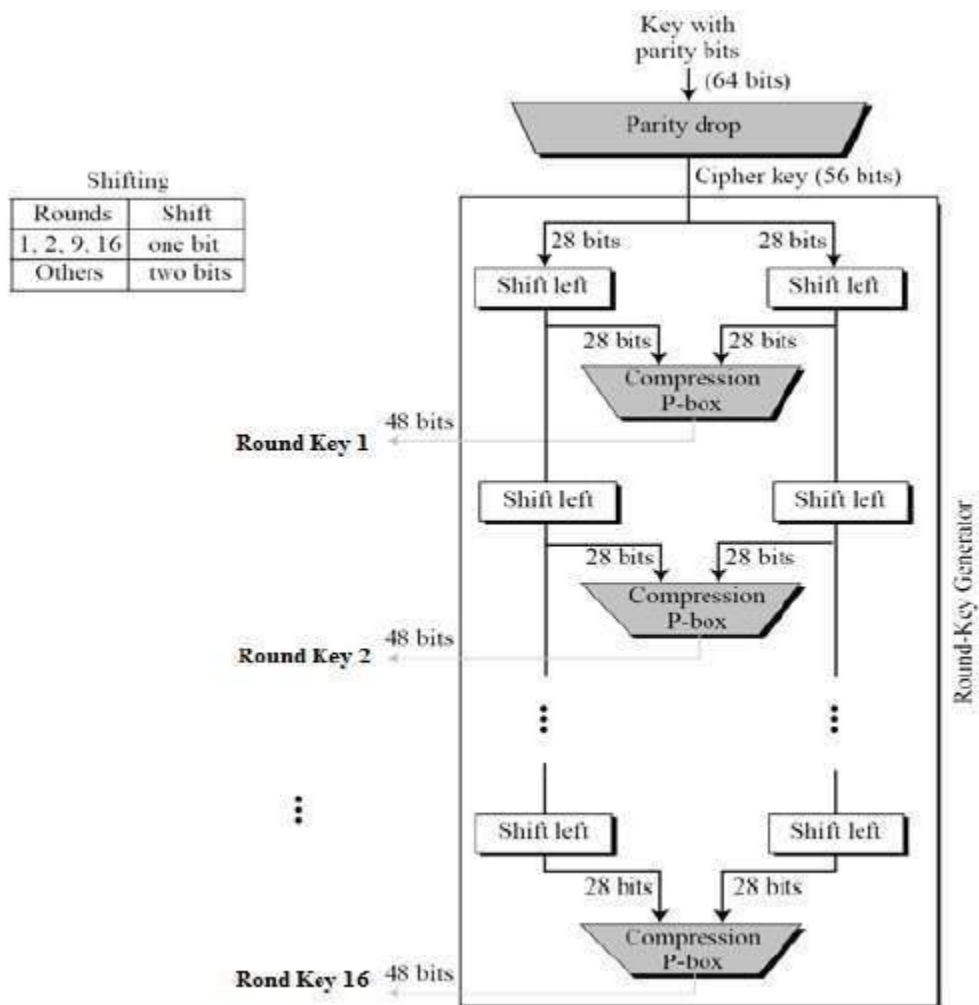 Key with
parity bits
(64 bits)
Parity drop
Cipher key (56 bits)
Shifting
Rounds Shift
1, 2, 9, 16 one bit
Others two bits
28 bits 28 bits
Shift left Shift left
28 bits 28 bits
Compression
P-box
48 bits
Round Key 1
Shift left Shift left
28 bits 28 bits
Compression
P-box
48 bits
Round Key 2
Round-Key Generator
Shift left Shift left
28 bits 28 bits
Compression
P-box
48 bits
Rond Key 16